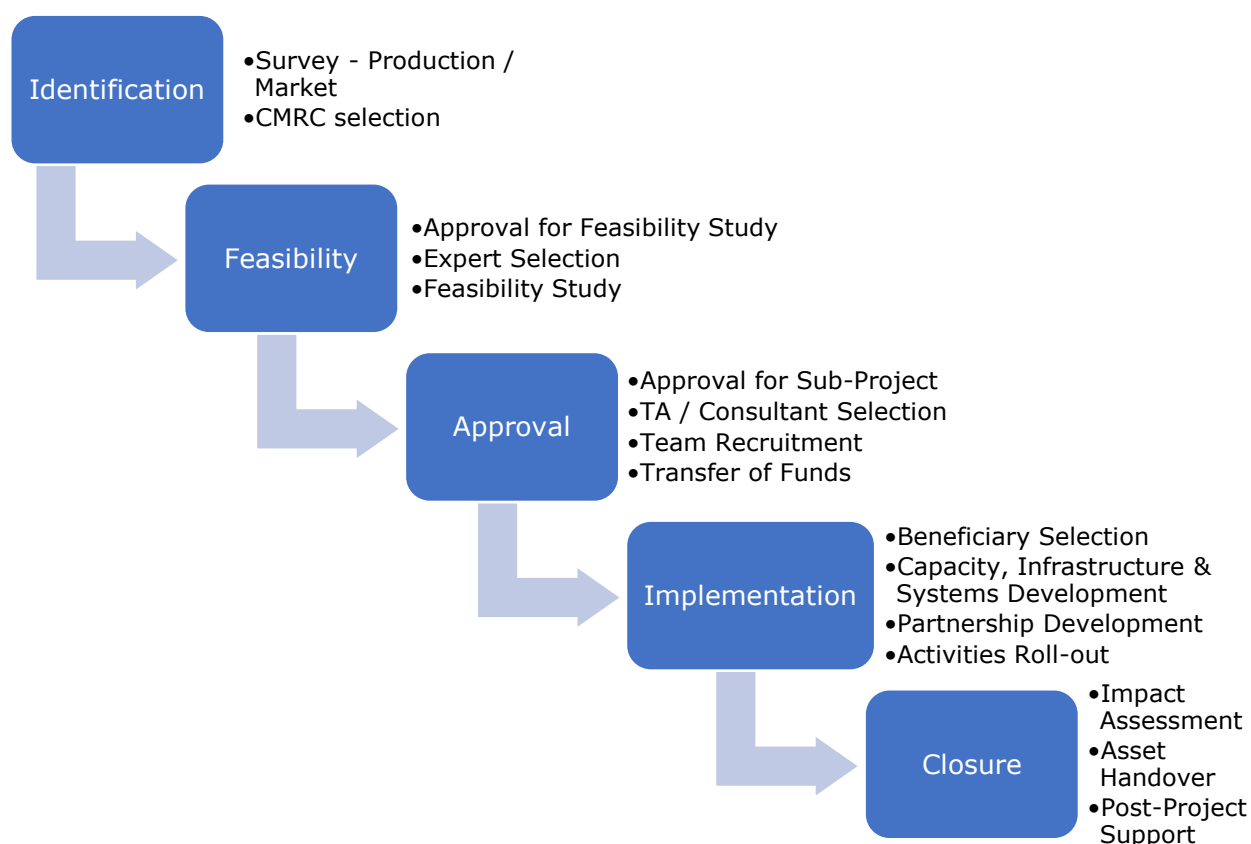 Identification
•Survey - Production /
Market
•CMRC selection
Feasibility
•Approval for Feasibility Study
•Expert Selection
•Feasibility Study
Approval
•Approval for Sub-Project
•TA / Consultant Selection
•Team Recruitment
•Transfer of Funds
Implementation
•Beneficiary Selection
•Capacity, Infrastructure &
Systems Development
•Partnership Development
•Activities Roll-out
Closure
•Impact
Assessment
•Asset
Handover
•Post-Project
Support